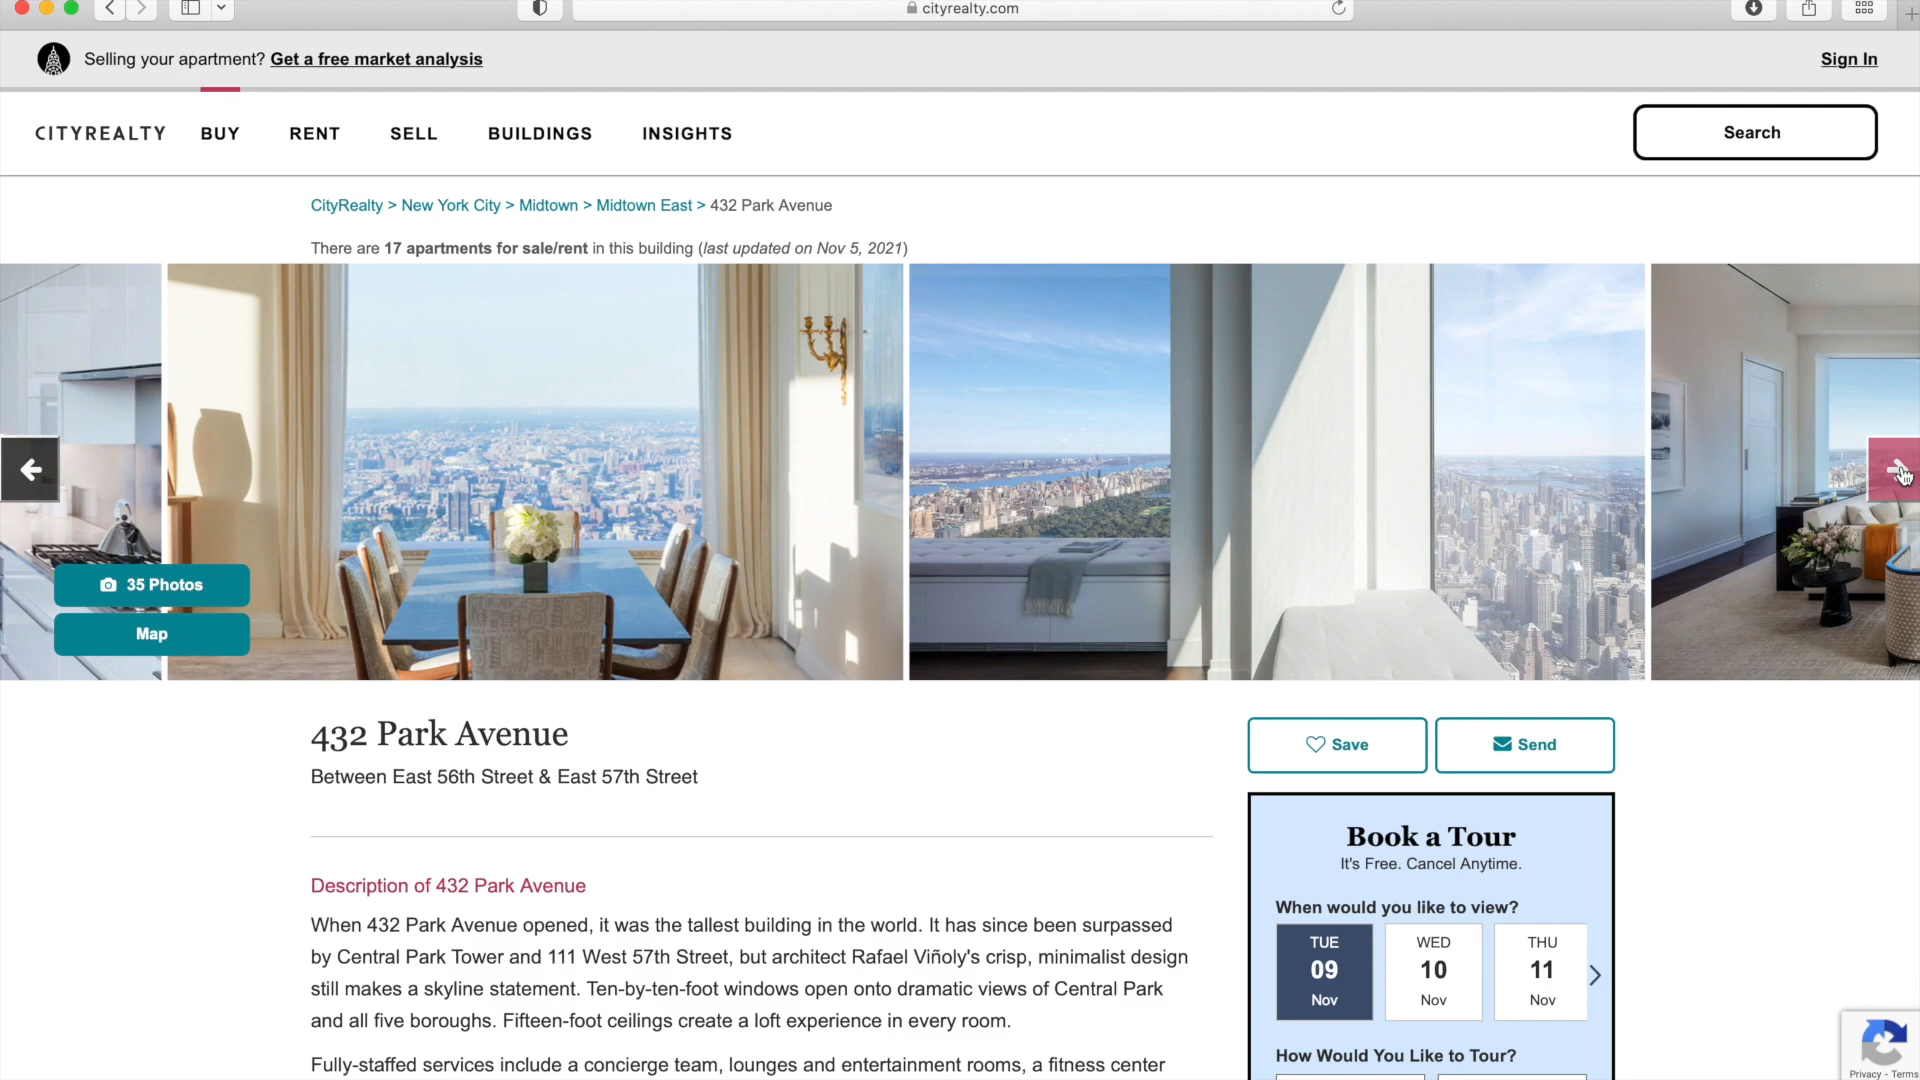 cityrealty.com
Selling your apartment? Get a free market analysis
Sign In
CITYREALTY BUY RENT SELL BUILDINGS INSIGHTS
Search
CityRealty > New York City > Midtown > Midtown East > 432 Park Avenue
There are 17 apartments for sale/rent in this building (last updated on Nov 5, 2021)
35 Photos
Map
432 Park Avenue
Between East 56th Street & East 57th Street
Save
Send
Description of 432 Park Avenue
When 432 Park Avenue opened, it was the tallest building in the world. It has since been surpassed
by Central Park Tower and 111 West 57th Street, but architect Rafael Viñoly's crisp, minimalist design
still makes a skyline statement. Ten-by-ten-foot windows open onto dramatic views of Central Park
and all five boroughs. Fifteen-foot ceilings create a loft experience in every room.
Fully-staffed services include a concierge team, lounges and entertainment rooms, a fitness center
Book a Tour
It's Free. Cancel Anytime.
When would you like to view?
TUE WED THU
09 10 11
Nov Nov Nov
How Would You Like to Tour?
Privacy - Terms